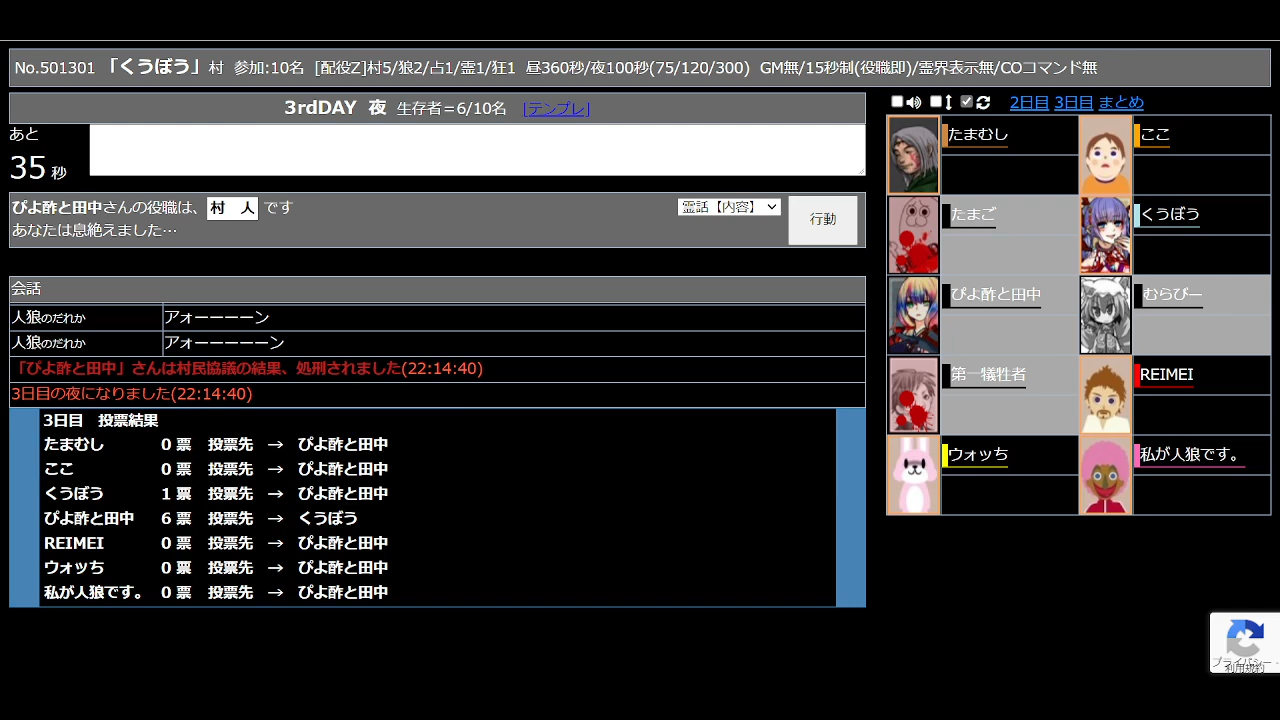 No.501301 「くうぼう」村 参加:10名 [配役Z]村5/狼2/占1/霊1/狂1 昼360秒/夜100秒(75/120/300) GM無/15秒制(役職即)/霊界表示無/COコマンド無
3rdDAY 夜 生存者=6/10名 [テンプレ]
あと
35 秒
ぴよ酢と田中さんの役職は、村 人 です
あなたは息絶えました…
霊話【内容】
行動
会話
人狼のだれか アォーーーーン
人狼のだれか アォーーーーーン
「ぴよ酢と田中」さんは村民協議の結果、処刑されました(22:14:40)
3日目の夜になりました(22:14:40)
3日目 投票結果
たまむし 0 票 投票先 → ぴよ酢と田中
ここ 0 票 投票先 → ぴよ酢と田中
くうぼう 1 票 投票先 → ぴよ酢と田中
ぴよ酢と田中 6 票 投票先 → くうぼう
REIMEI 0 票 投票先 → ぴよ酢と田中
ウォッち 0 票 投票先 → ぴよ酢と田中
私が人狼です。 0 票 投票先 → ぴよ酢と田中
2日目 3日目 まとめ
たまむし
ここ
たまご
くうぼう
ぴよ酢と田中
むらびー
第一犠牲者
REIMEI
ウォッち
私が人狼です。
プライバシー -
利用規約